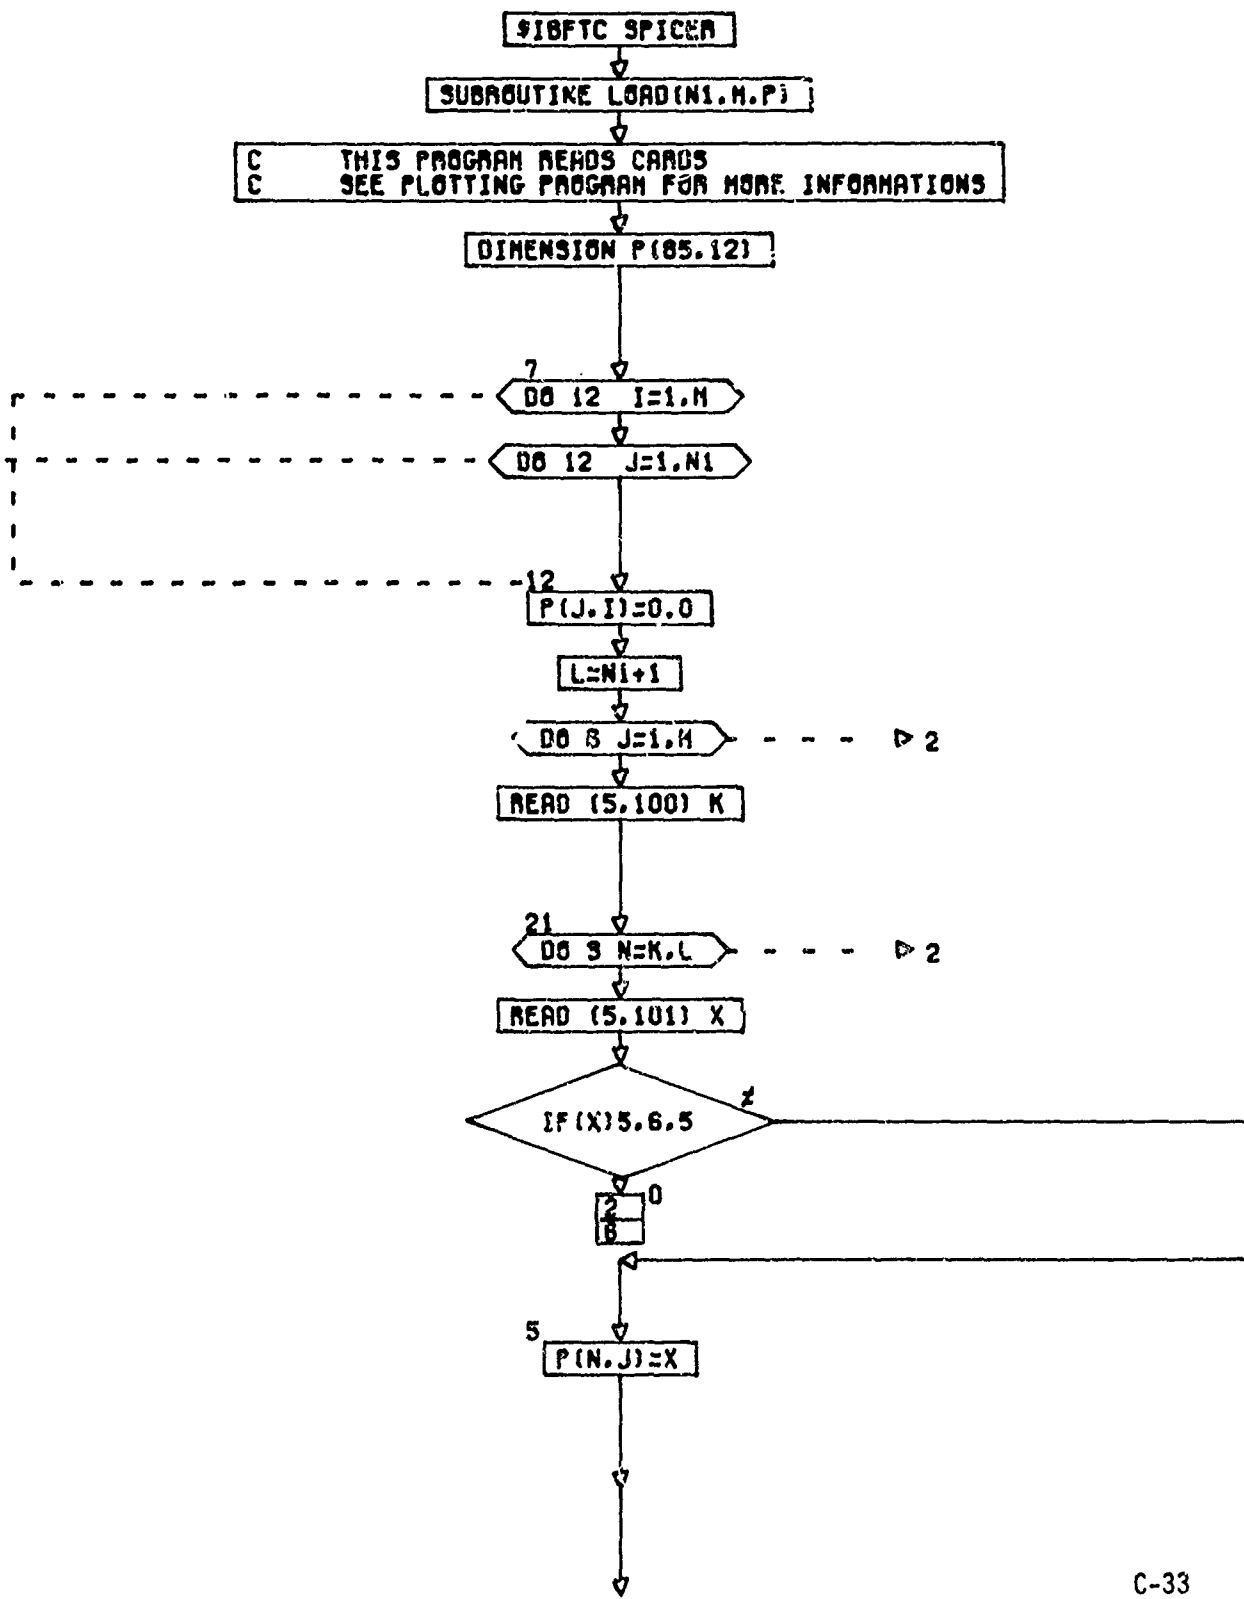 $IBFTC SPICER
SUBROUTINE LOAD(N1,M,P)
C THIS PROGRAM READS CARDS
C SEE PLOTTING PROGRAM FOR MORE INFORMATIONS
DIMENSION P(85,12)
7
DO 12 I=1,M
DO 12 J=1,N1
12
P(J,I)=0.0
L=N1+1
DO 6 J=1,M
2
READ (5,100) K
21
DO 3 N=K,L
2
READ (5,101) X
≠
IF(X)5,6,5
0
2
6
5
P(N,J)=X
C-33